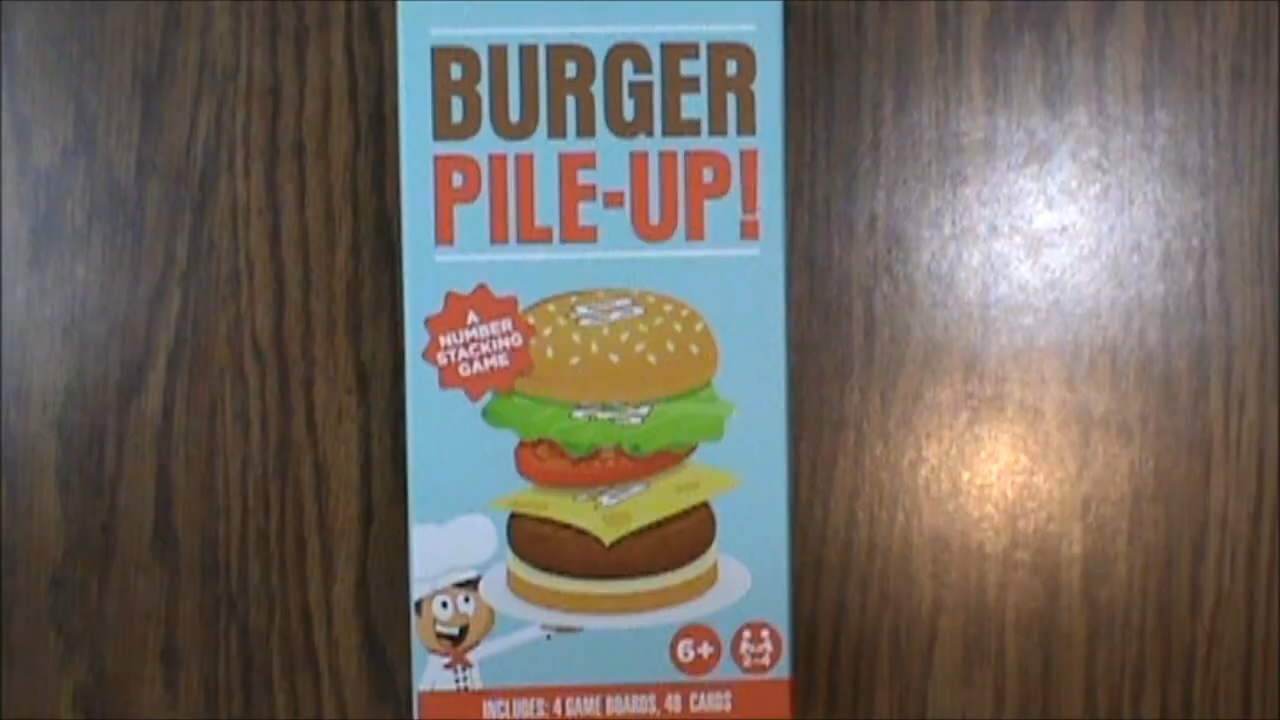 BURGER
PILE-UP!
A
NUMBER
STACKING
GAME
6+
2-4
INCLUDES: 4 GAME BOARDS, 48 CARDS